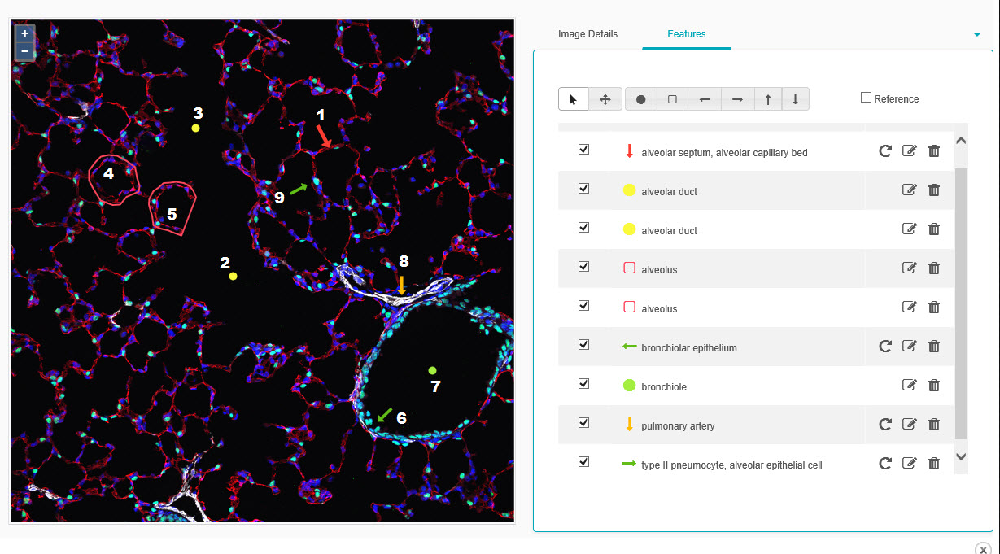 +
−
3
1
4
9
5
2
8
7
6
Image Details
Features
Reference
alveolar septum, alveolar capillary bed
alveolar duct
alveolar duct
alveolus
alveolus
bronchiolar epithelium
bronchiole
pulmonary artery
type II pneumocyte, alveolar epithelial cell
x